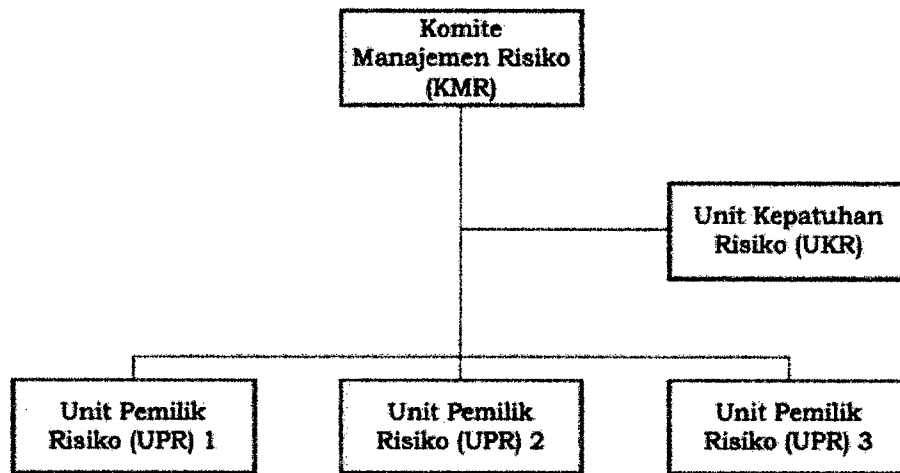 Komite
Manajemen Risiko
(KMR)
Unit Kepatuhan
Risiko (UKR)
Unit Pemilik
Risiko (UPR) 1
Unit Pemilik
Risiko (UPR) 2
Unit Pemilik
Risiko (UPR) 3